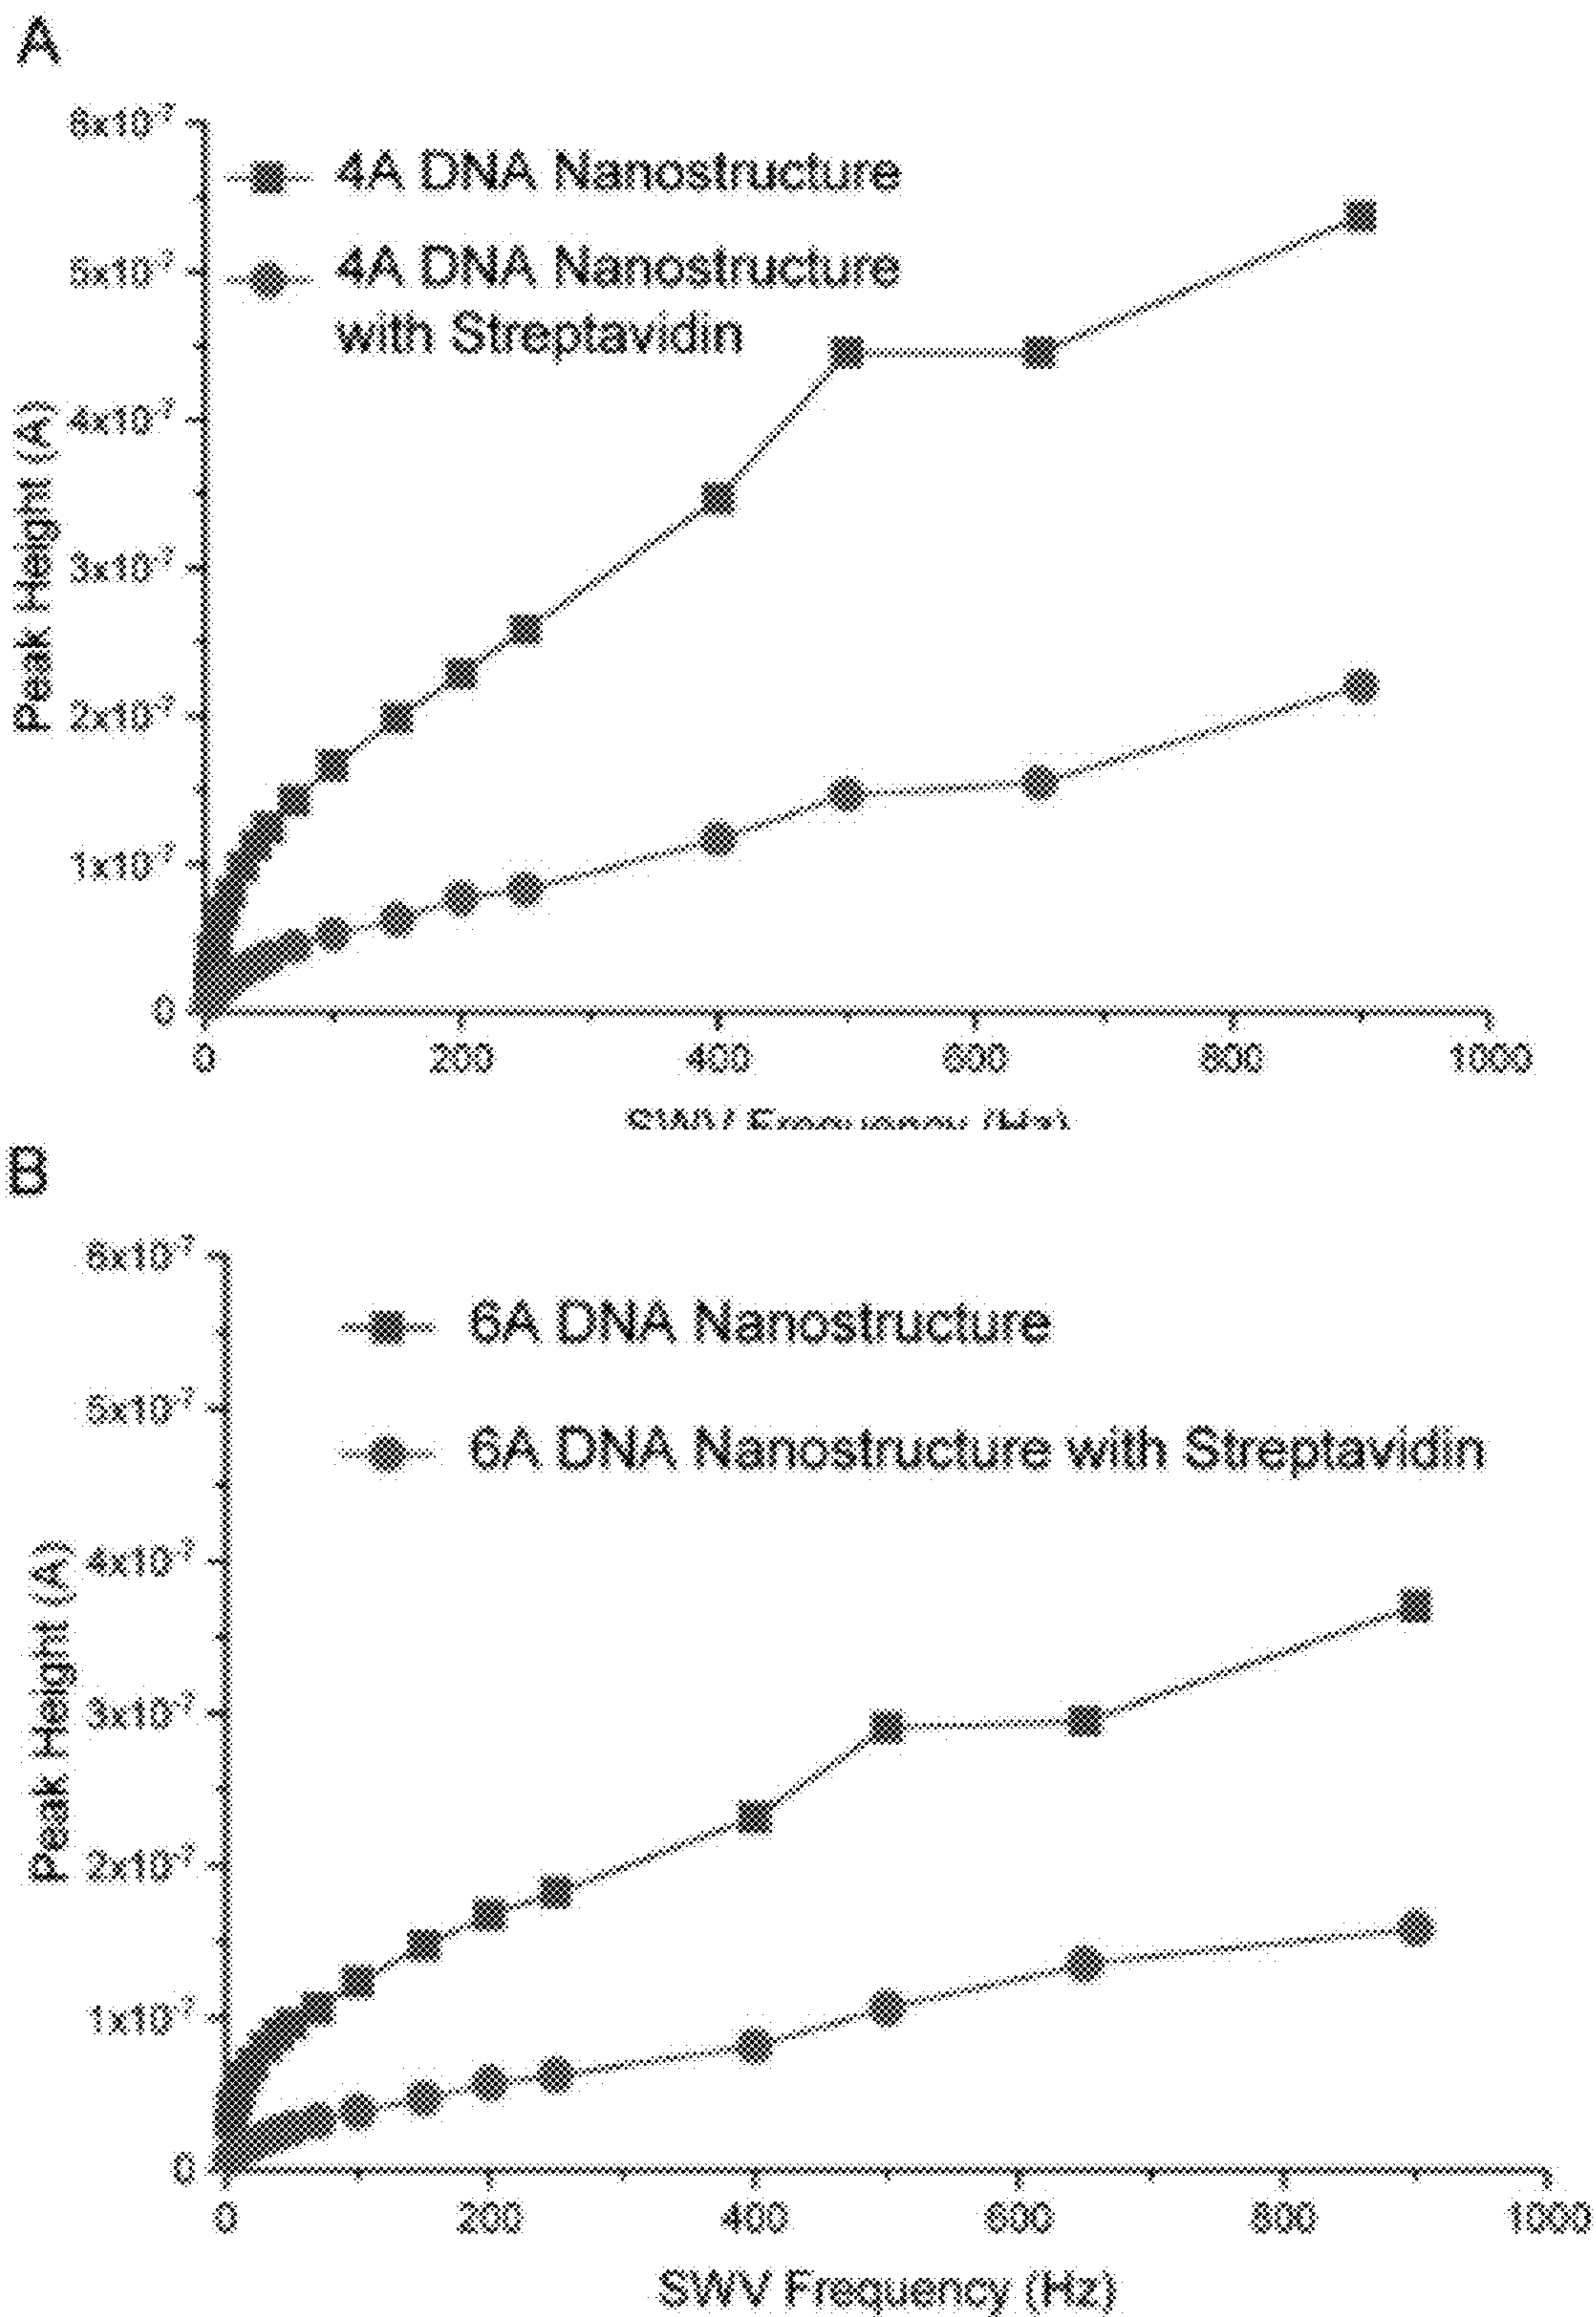 A
6x10-7
4A DNA Nanostructure
5x10-7
4A DNA Nanostructure
with Streptavidin
4x10-7
Peak Height (A)
3x10-7
2x10-7
1x10-7
0
0 200 400 600 800 1000
SWV Frequency (Hz)
B
6x10-7
6A DNA Nanostructure
5x10-7
6A DNA Nanostructure with Streptavidin
4x10-7
Peak Height (A)
3x10-7
2x10-7
1x10-7
0
0 200 400 600 800 1000
SWV Frequency (Hz)